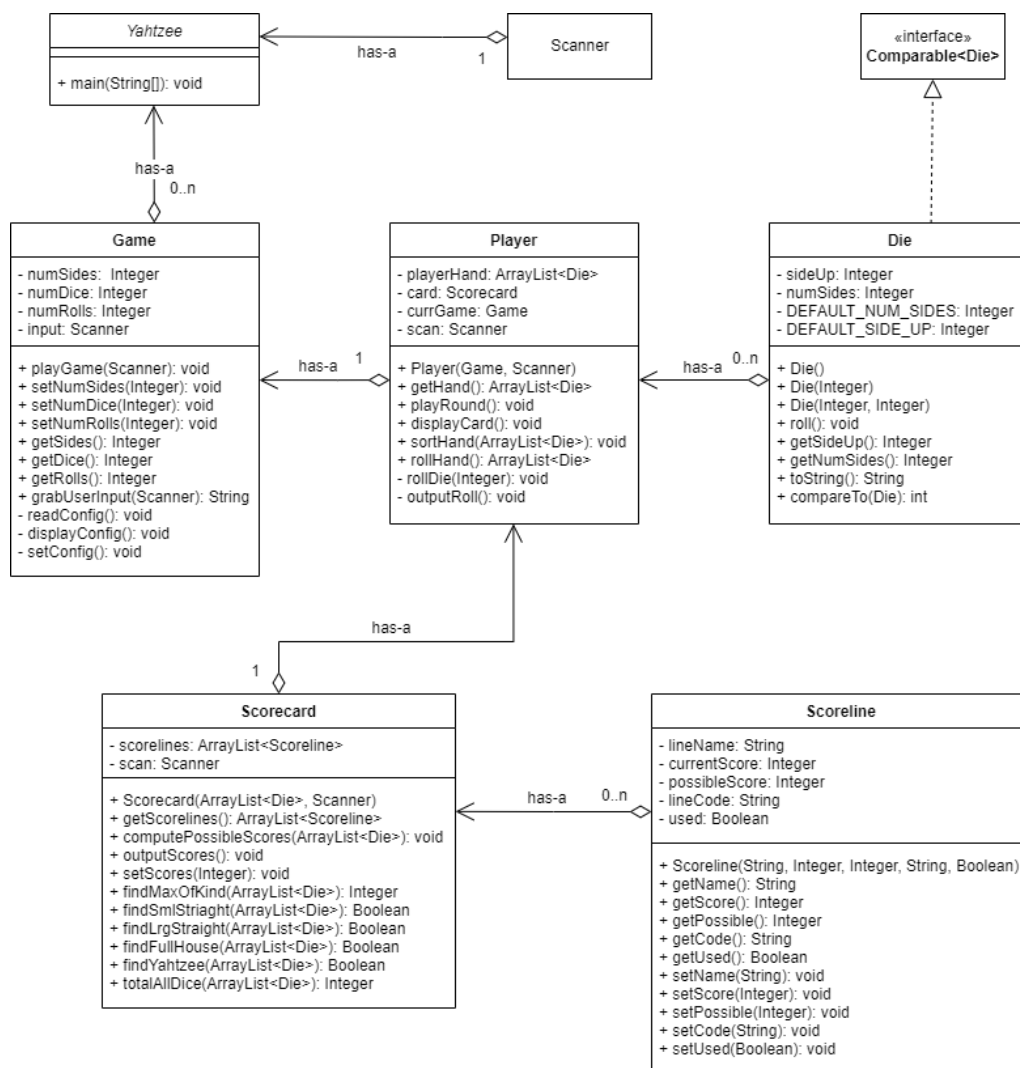 Yahtzee
+ main(String[]): void
has-a
1
Scanner
«interface»
Comparable<Die>
has-a
0..n
Game
- numSides:  Integer
- numDice: Integer
- numRolls: Integer
- input: Scanner
+ playGame(Scanner): void
+ setNumSides(Integer): void
+ setNumDice(Integer): void
+ setNumRolls(Integer): void
+ getSides(): Integer
+ getDice(): Integer
+ getRolls(): Integer
+ grabUserInput(Scanner): String
- readConfig(): void
- displayConfig(): void
- setConfig(): void
has-a
1
Player
- playerHand: ArrayList<Die>
- card: Scorecard
- currGame: Game
- scan: Scanner
+ Player(Game, Scanner)
+ getHand(): ArrayList<Die>
+ playRound(): void
+ displayCard(): void
+ sortHand(ArrayList<Die>): void
+ rollHand(): ArrayList<Die>
- rollDie(Integer): void
- outputRoll(): void
has-a
0..n
Die
- sideUp: Integer
- numSides: Integer
- DEFAULT_NUM_SIDES: Integer
- DEFAULT_SIDE_UP: Integer
+ Die()
+ Die(Integer)
+ Die(Integer, Integer)
+ roll(): void
+ getSideUp(): Integer
+ getNumSides(): Integer
+ toString(): String
+ compareTo(Die): int
has-a
1
Scorecard
- scorelines: ArrayList<Scoreline>
- scan: Scanner
+ Scorecard(ArrayList<Die>, Scanner)
+ getScorelines(): ArrayList<Scoreline>
+ computePossibleScores(ArrayList<Die>): void
+ outputScores(): void
+ setScores(Integer): void
+ findMaxOfKind(ArrayList<Die>): Integer
+ findSmlStriaght(ArrayList<Die>): Boolean
+ findLrgStraight(ArrayList<Die>): Boolean
+ findFullHouse(ArrayList<Die>): Boolean
+ findYahtzee(ArrayList<Die>): Boolean
+ totalAllDice(ArrayList<Die>): Integer
has-a
0..n
Scoreline
- lineName: String
- currentScore: Integer
- possibleScore: Integer
- lineCode: String
- used: Boolean
+ Scoreline(String, Integer, Integer, String, Boolean)
+ getName(): String
+ getScore(): Integer
+ getPossible(): Integer
+ getCode(): String
+ getUsed(): Boolean
+ setName(String): void
+ setScore(Integer): void
+ setPossible(Integer): void
+ setCode(String): void
+ setUsed(Boolean): void